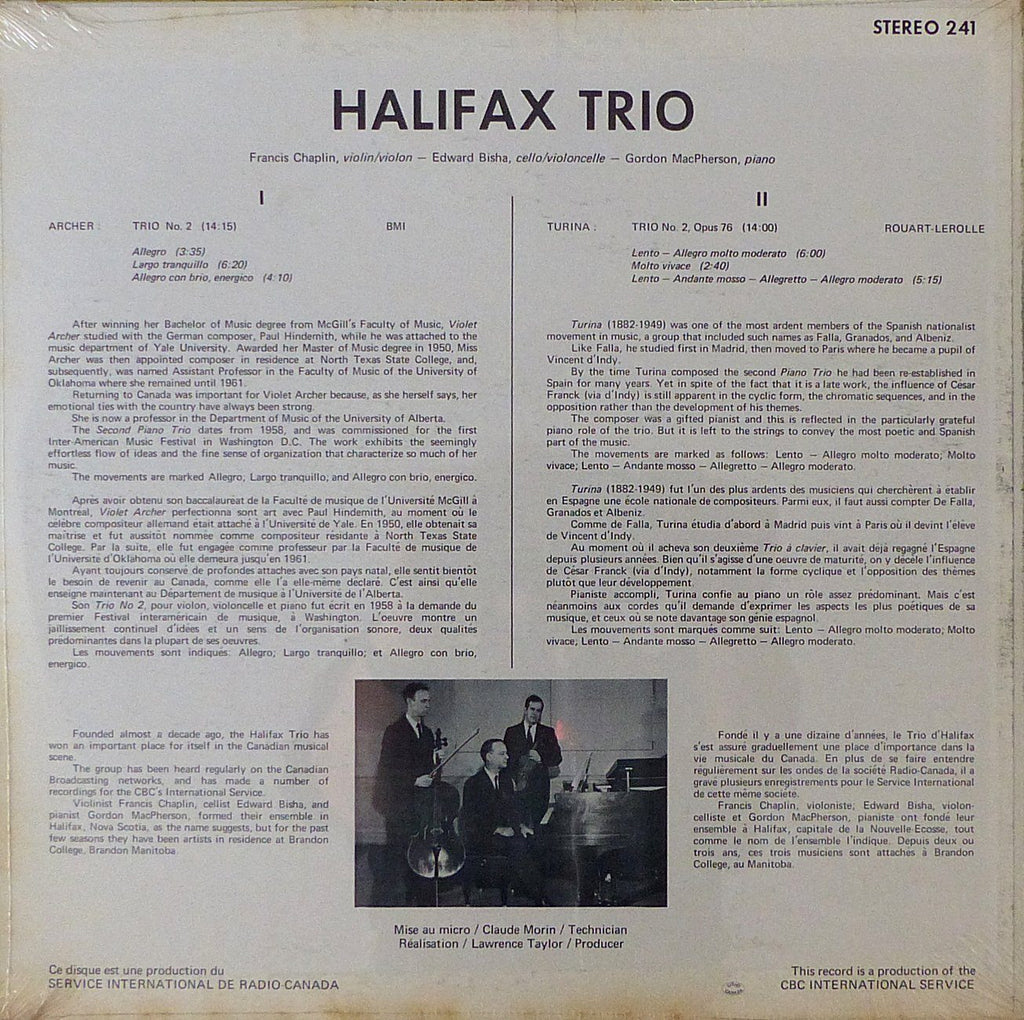 STEREO 241
HALIFAX TRIO
Francis Chaplin, violin/violon — Edward Bisha, cello/violoncelle — Gordon MacPherson, piano
I
ARCHER : TRIO No. 2 (14:15) BMI
Allegro (3:35)
Largo tranquillo (6:20)
Allegro con brio, energico (4:10)
After winning her Bachelor of Music degree from McGill's Faculty of Music, Violet
Archer studied with the German composer, Paul Hindemith, while he was attached to the
music department of Yale University. Awarded her Master of Music degree in 1950, Miss
Archer was then appointed composer in residence at North Texas State College, and,
subsequently, was named Assistant Professor in the Faculty of Music of the University of
Oklahoma where she remained until 1961.
Returning to Canada was important for Violet Archer because, as she herself says, her
emotional ties with the country have always been strong.
She is now a professor in the Department of Music of the University of Alberta.
The Second Piano Trio dates from 1958, and was commissioned for the first
Inter-American Music Festival in Washington D.C. The work exhibits the seemingly
effortless flow of ideas and the fine sense of organization that characterize so much of her
music.
The movements are marked Allegro, Largo tranquillo, and Allegro con brio, energico.
Après avoir obtenu son baccalauréat de la Faculté de musique de l'Université McGill à
Montréal, Violet Archer perfectionna sont art avec Paul Hindemith, au moment où le
célèbre compositeur allemand était attaché à l'Université de Yale. En 1950, elle obtenait sa
maîtrise et fut aussitôt nommée compositeur résidante à North Texas State
College. Par la suite, elle fut engagée comme professeur par la Faculté de musique de
l'Université d'Oklahoma où elle demeura jusqu'en 1961.
Ayant toujours conservé de profondes attaches avec son pays natal, elle sentit bientôt
le besoin de revenir au Canada, comme elle l'a elle-même déclaré. C'est ainsi qu'elle
enseigne maintenant au Département de musique à l'Université de l'Alberta.
Son Trio No 2, pour violon, violoncelle et piano fut écrit en 1958 à la demande du
premier Festival interaméricain de musique, à Washington. L'oeuvre montre un
jaillissement continuel d'idées et un sens de l'organisation sonore, deux qualités
prédominantes dans la plupart de ses oeuvres.
Les mouvements sont indiqués: Allegro; Largo tranquillo; et Allegro con brio,
energico.
II
TURINA : TRIO No. 2, Opus 76 (14:00) ROUART-LEROLLE
Lento — Allegro molto moderato (6:00)
Molto vivace (2:40)
Lento — Andante mosso — Allegretto — Allegro moderato (5:15)
Turina (1882-1949) was one of the most ardent members of the Spanish nationalist
movement in music, a group that included such names as Falla, Granados, and Albeniz.
Like Falla, he studied first in Madrid, then moved to Paris where he became a pupil of
Vincent d'Indy.
By the time Turina composed the second Piano Trio he had been re-established in
Spain for many years. Yet in spite of the fact that it is a late work, the influence of César
Franck (via d'Indy) is still apparent in the cyclic form, the chromatic sequences, and in the
opposition rather than the development of his themes.
The composer was a gifted pianist and this is reflected in the particularly grateful
piano role of the trio. But it is left to the strings to convey the most poetic and Spanish
part of the music.
The movements are marked as follows: Lento — Allegro molto moderato; Molto
vivace; Lento — Andante mosso — Allegretto — Allegro moderato.
Turina (1882-1949) fut l'un des plus ardents des musiciens qui cherchèrent à établir
en Espagne une école nationale de compositeurs. Parmi eux, il faut aussi compter De Falla,
Granados et Albeniz.
Comme de Falla, Turina étudia d'abord à Madrid puis vint à Paris où il devint l'élève
de Vincent d'Indy.
Au moment où il acheva son deuxième Trio à clavier, il avait déjà regagné l'Espagne
depuis plusieurs années. Bien qu'il s'agisse d'une oeuvre de maturité, on y décèle l'influence
de César Franck (via d'Indy), notamment la forme cyclique et l'opposition des thèmes
plutôt que leur développement.
Pianiste accompli, Turina confie au piano un rôle assez prédominant. Mais c'est
néanmoins aux cordes qu'il demande d'exprimer les aspects les plus poétiques de sa
musique, et ceux où se note davantage son génie espagnol.
Les mouvements sont marqués comme suit: Lento — Allegro molto moderato; Molto
vivace; Lento — Andante mosso — Allegretto — Allegro moderato.
Founded almost a decade ago, the Halifax Trio has
won an important place for itself in the Canadian musical
scene.
The group has been heard regularly on the Canadian
Broadcasting networks, and has made a number of
recordings for the CBC's International Service.
Violinist Francis Chaplin, cellist Edward Bisha, and
pianist Gordon MacPherson, formed their ensemble in
Halifax, Nova Scotia, as the name suggests, but for the past
few seasons they have been artists in residence at Brandon
College, Brandon Manitoba.
Fondé il y a une dizaine d'années, le Trio d'Halifax
s'est assuré graduellement une place d'importance dans la
vie musicale du Canada. En plus de se faire entendre
régulièrement sur les ondes de la société Radio-Canada, il a
gravé plusieurs enregistrements pour le Service International
de cette même société.
Francis Chaplin, violoniste; Edward Bisha, violon-
celliste et Gordon MacPherson, pianiste ont fondé leur
ensemble à Halifax, capitale de la Nouvelle-Ecosse, tout
comme le nom de l'ensemble l'indique. Depuis deux ou
trois ans, ces trois musiciens sont attachés à Brandon
College, au Manitoba.
Mise au micro / Claude Morin / Technician
Réalisation / Lawrence Taylor / Producer
Ce disque est une production du
SERVICE INTERNATIONAL DE RADIO-CANADA
This record is a production of the
CBC INTERNATIONAL SERVICE